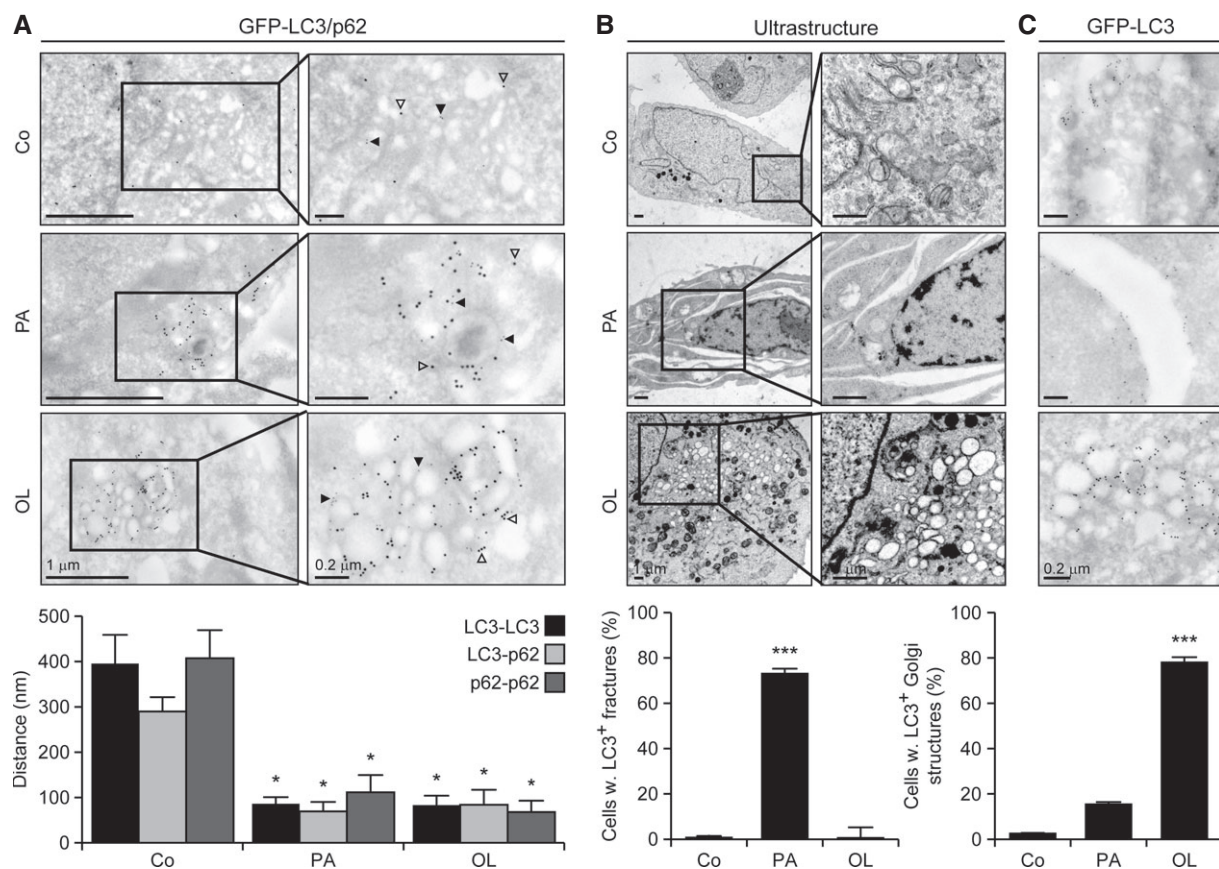 A
GFP-LC3/p62
B
Ultrastructure
C
GFP-LC3
Co
PA
OL
1 μm
0.2 μm
1 μm
1 μm
0.2 μm
500
400
300
200
100
0
Distance (nm)
LC3-LC3
LC3-p62
p62-p62
* * *
* * *
Co PA OL
100
80
60
40
20
0
Cells w. LC3+ fractures (%)
***
Co PA OL
100
80
60
40
20
0
Cells w. LC3+ Golgi
structures (%)
***
Co PA OL